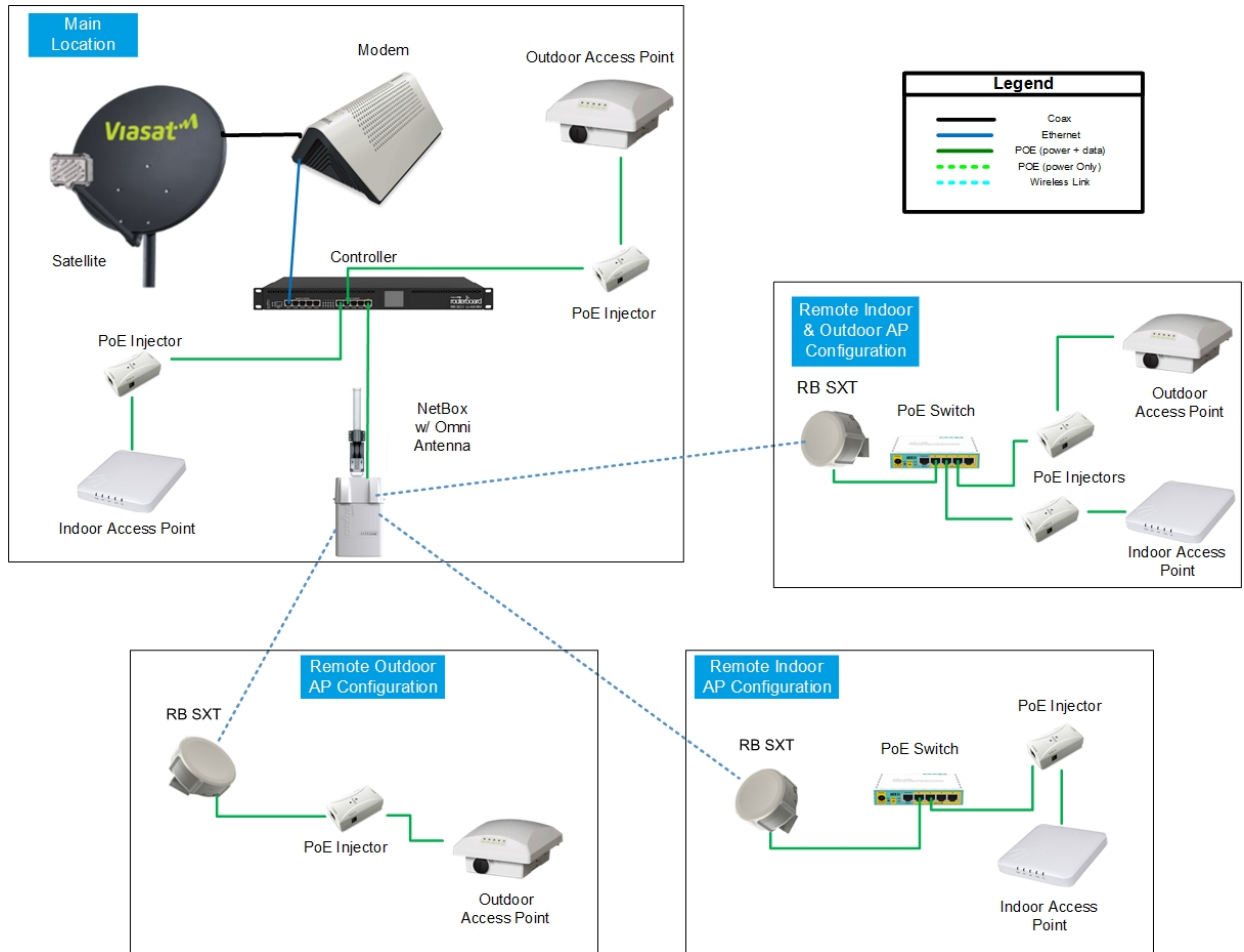 Main
Location
Modem
Outdoor Access Point
Viasat
Satellite
Controller
routerboard
PoE Injector
PoE Injector
NetBox
w/ Omni
Antenna
Indoor Access Point
Legend
Coax
Ethernet
POE (power + data)
POE (power Only)
Wireless Link
Remote Indoor
& Outdoor AP
Configuration
RB SXT
PoE Switch
Outdoor
Access Point
PoE Injectors
Indoor Access
Point
Remote Outdoor
AP Configuration
RB SXT
PoE Injector
Outdoor
Access Point
Remote Indoor
AP Configuration
RB SXT
PoE Switch
PoE Injector
Indoor Access
Point